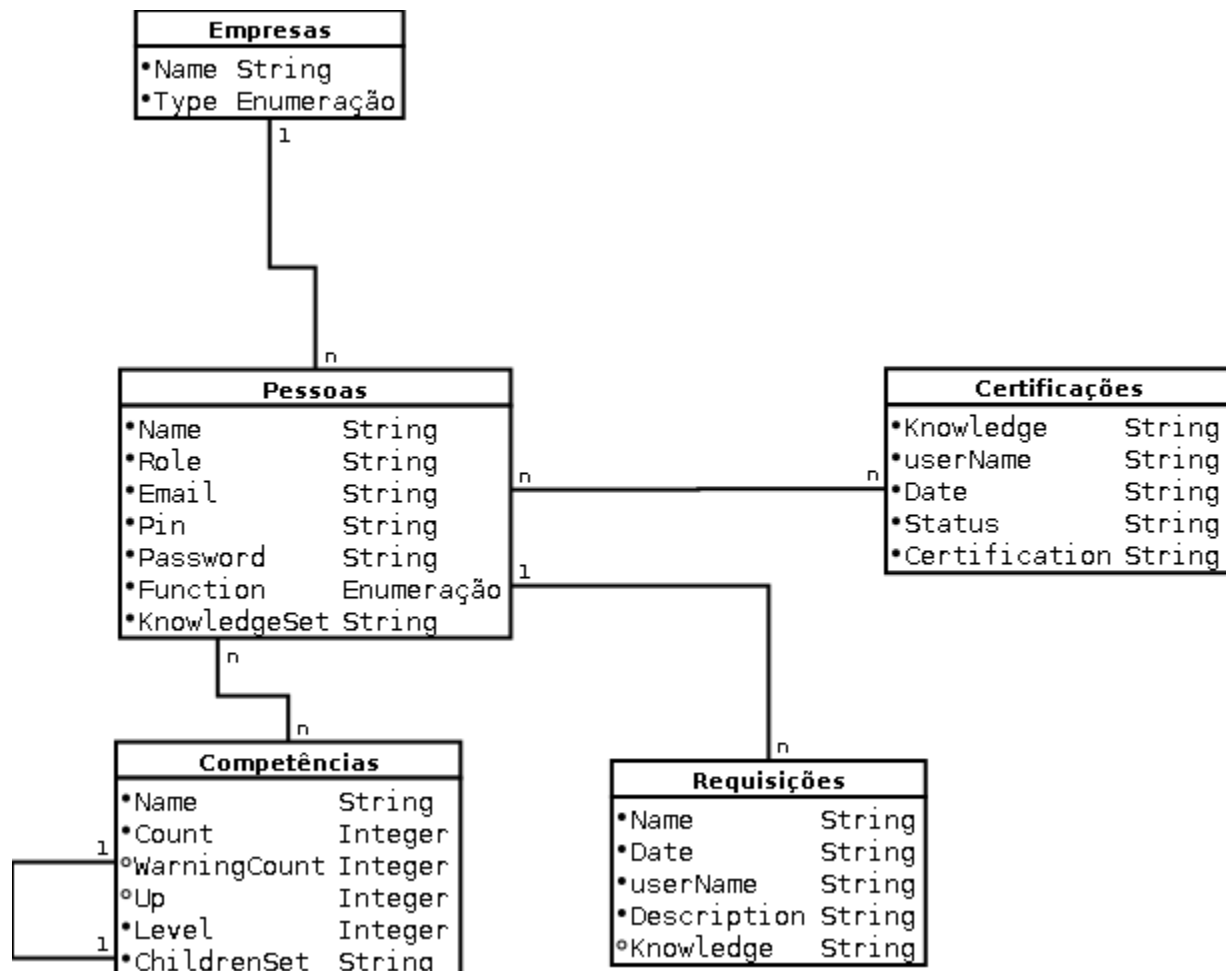 Empresas
•Name String
•Type Enumeração
1
n
Pessoas
•Name String
•Role String
•Email String
•Pin String
•Password String
•Function Enumeração
•KnowledgeSet String
n
n
Certificações
•Knowledge String
•userName String
•Date String
•Status String
•Certification String
1
n
n
n
Competências
•Name String
•Count Integer
1
◦WarningCount Integer
◦Up Integer
•Level Integer
1
•ChildrenSet String
Requisições
•Name String
•Date String
•userName String
•Description String
◦Knowledge String